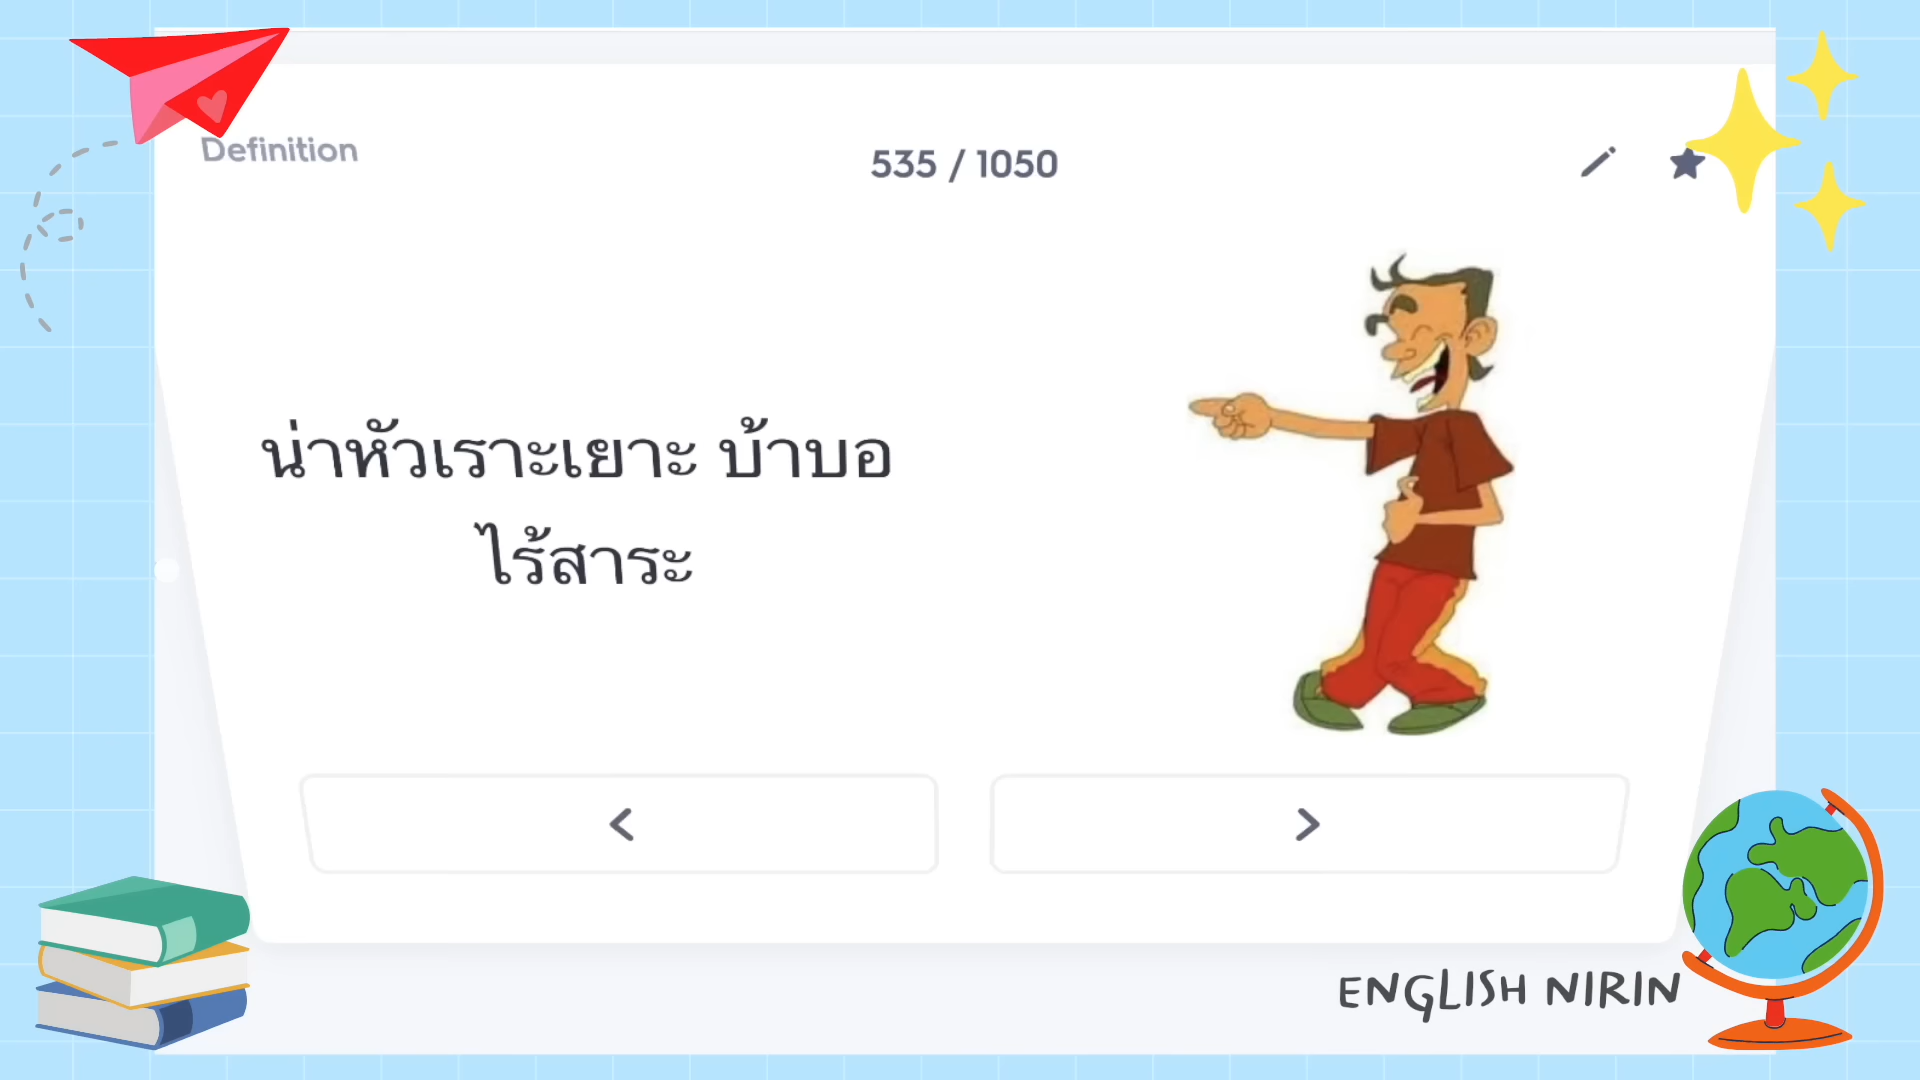 Definition
535 / 1050
น่าหัวเราะเยาะ บ้าบอ
ไร้สาระ
ENGLISH NIRIN